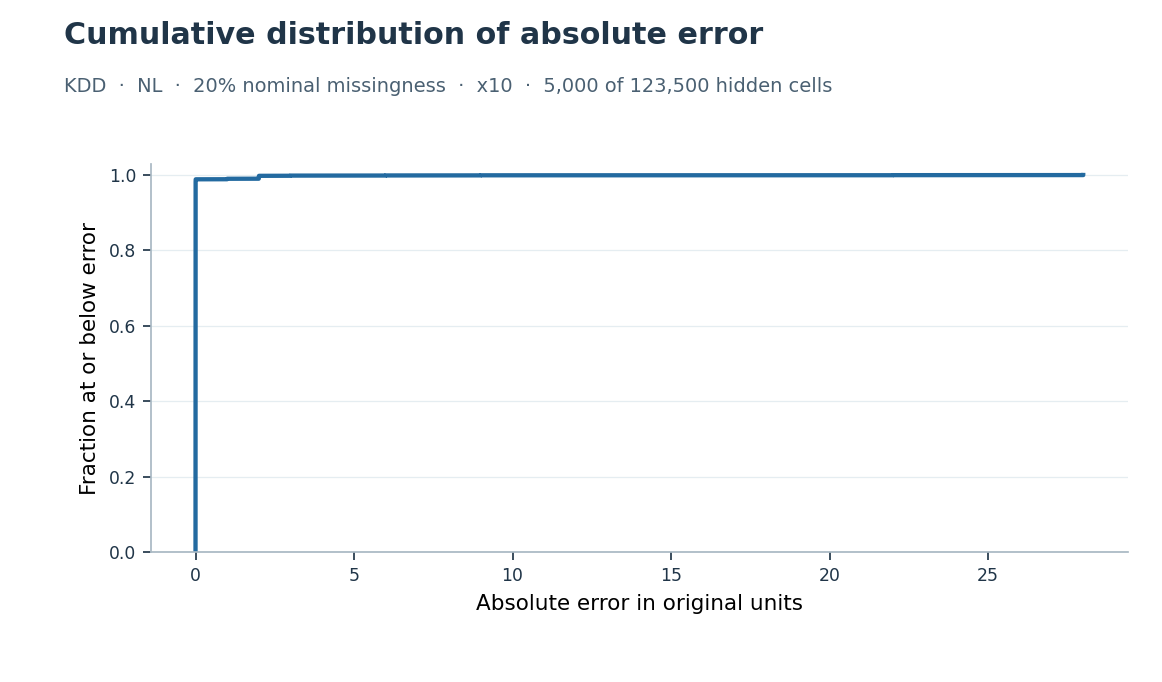 Cumulative distribution of absolute error
KDD · NL · 20% nominal missingness · x10 · 5,000 of 123,500 hidden cells
Fraction at or below error
1.0
0.8
0.6
0.4
0.2
0.0
0 5 10 15 20 25
Absolute error in original units